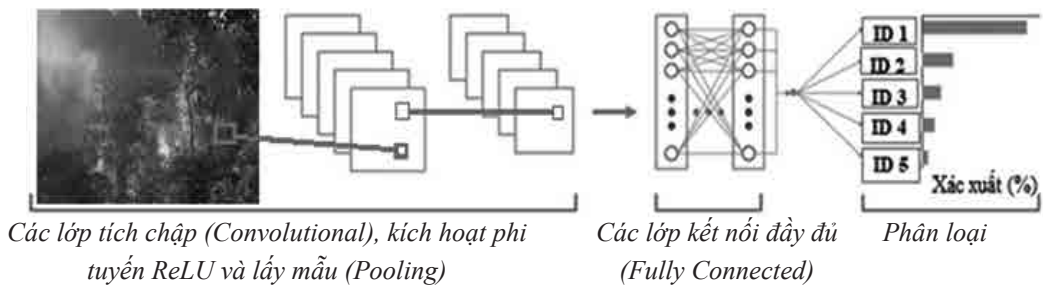 ID 1
ID 2
ID 3
ID 4
ID 5
Xác xuất (%)
Các lớp tích chập (Convolutional), kích hoạt phi
tuyến ReLU và lấy mẫu (Pooling)
Các lớp kết nối đầy đủ
(Fully Connected)
Phân loại